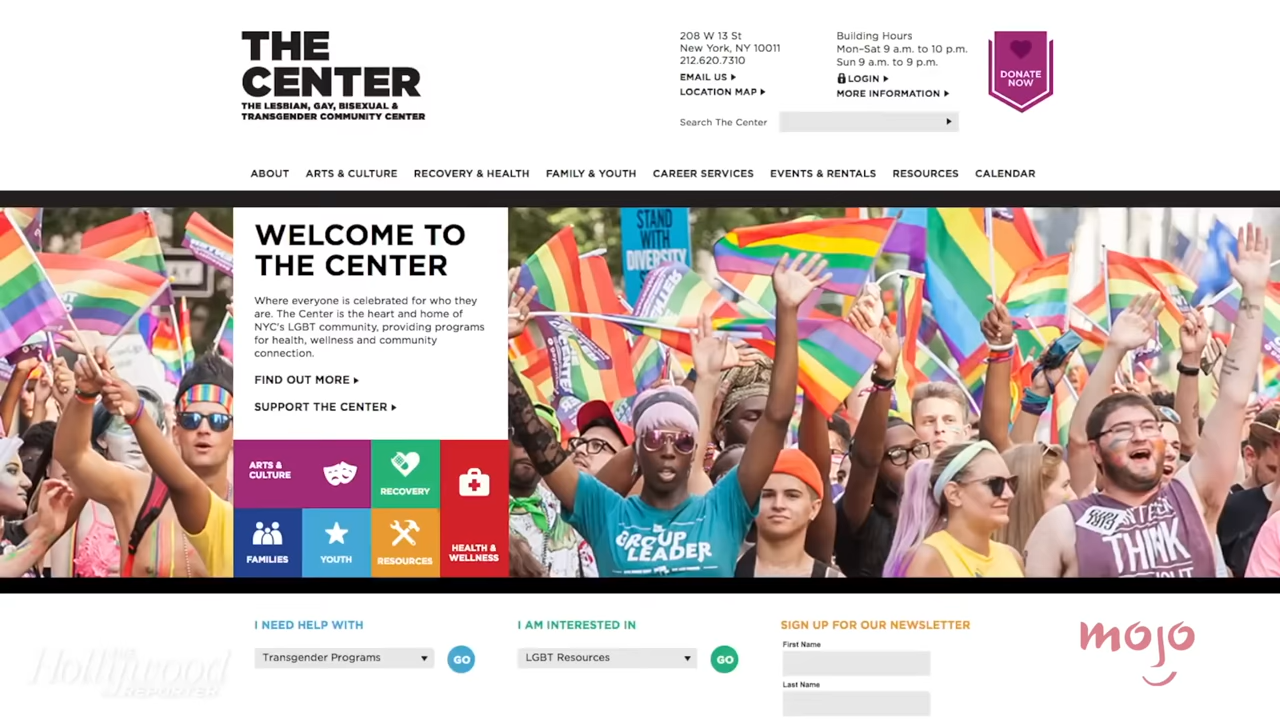 THE
CENTER
THE LESBIAN, GAY, BISEXUAL &
TRANSGENDER COMMUNITY CENTER
208 W 13 St
New York, NY 10011
212.620.7310
EMAIL US
LOCATION MAP
Building Hours
Mon–Sat 9 a.m. to 10 p.m.
Sun 9 a.m. to 9 p.m.
LOGIN
MORE INFORMATION
DONATE
NOW
Search The Center
ABOUT ARTS & CULTURE RECOVERY & HEALTH FAMILY & YOUTH CAREER SERVICES EVENTS & RENTALS RESOURCES CALENDAR
WELCOME TO
THE CENTER
Where everyone is celebrated for who they
are. The Center is the heart and home of
NYC's LGBT community, providing programs
for health, wellness and community
connection.
FIND OUT MORE
SUPPORT THE CENTER
ARTS &
CULTURE
RECOVERY
FAMILIES
YOUTH
RESOURCES
HEALTH &
WELLNESS
STAND
WITH
DIVERSITY
GROUP
LEADER
THINK
I NEED HELP WITH
Transgender Programs
GO
I AM INTERESTED IN
LGBT Resources
GO
SIGN UP FOR OUR NEWSLETTER
First Name
Last Name
The
Hollywood
REPORTER
mojo